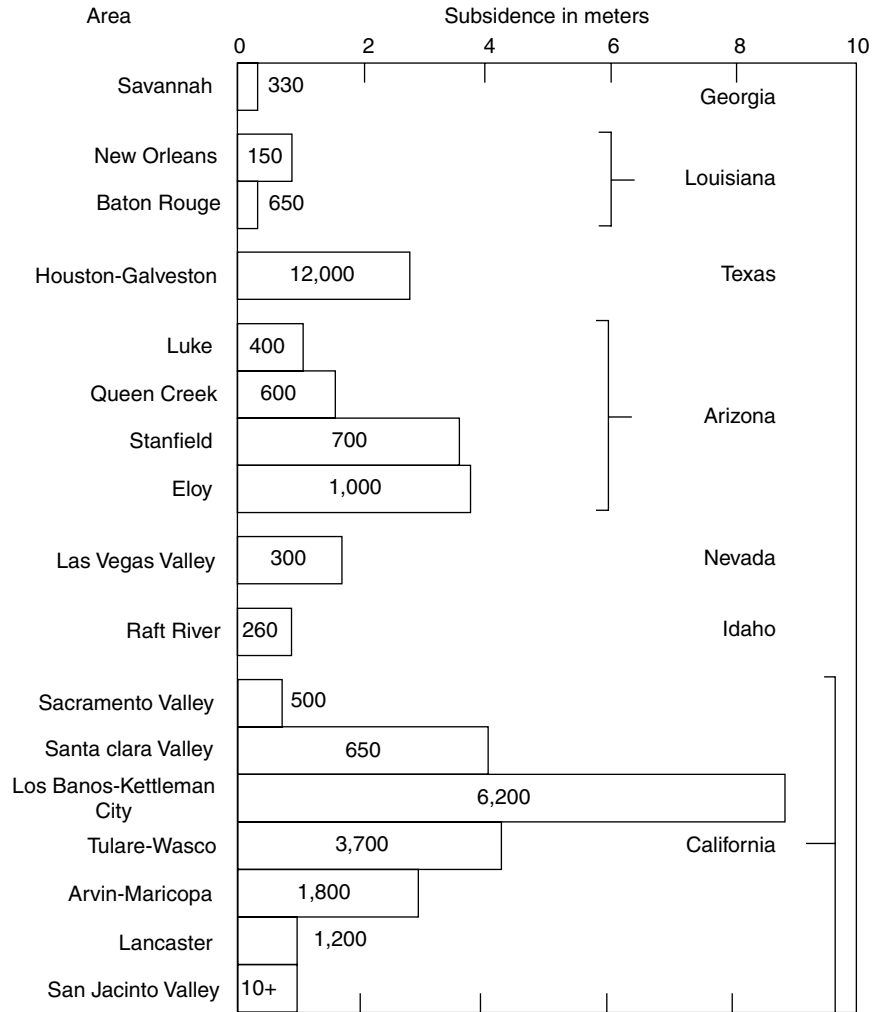 Area Subsidence in meters
0 2 4 6 8 10
Savannah 330 Georgia
New Orleans 150
Louisiana
Baton Rouge 650
Houston-Galveston 12,000 Texas
Luke 400
Queen Creek 600
Arizona
Stanfield 700
Eloy 1,000
Las Vegas Valley 300 Nevada
Raft River 260 Idaho
Sacramento Valley 500
Santa clara Valley 650
Los Banos-Kettleman
City
6,200
Tulare-Wasco 3,700 California
Arvin-Maricopa 1,800
Lancaster 1,200
San Jacinto Valley 10+